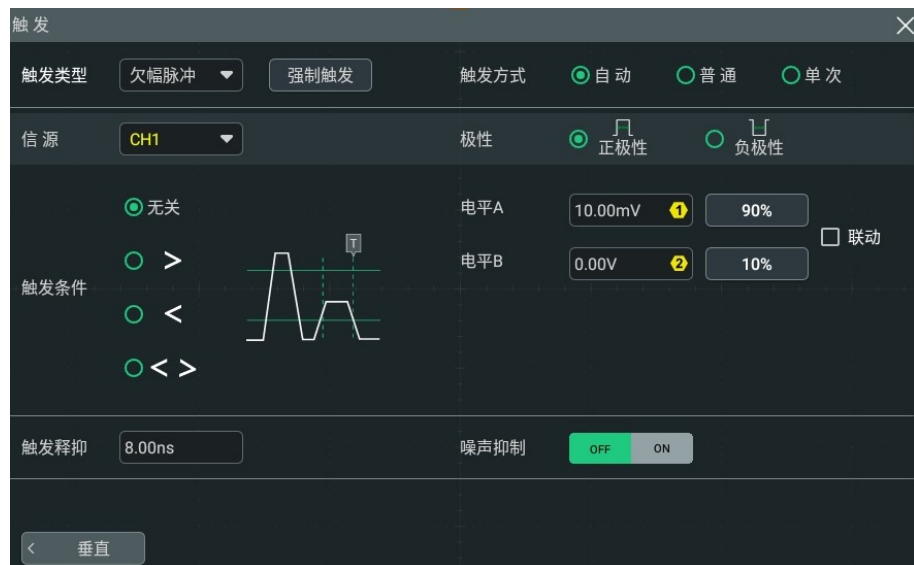 触发
触发类型 欠幅脉冲 强制触发 触发方式 自动 普通 单次
信源 CH1 极性 正极性 负极性
无关 电平A 10.00mV 1 90%
T 联动
> 电平B 0.00V 2 10%
触发条件
<
< >
触发释抑 8.00ns 噪声抑制 OFF ON
< 垂直